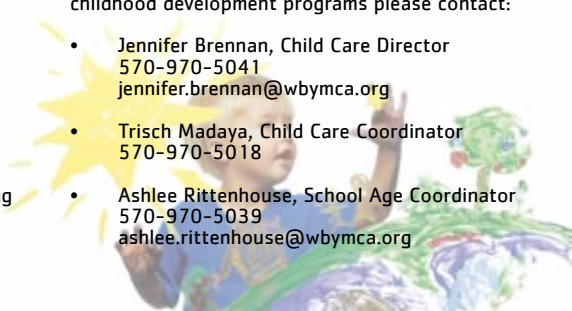 childhood development programs please contact:
• Jennifer Brennan, Child Care Director
570-970-5041
jennifer.brennan@wbymca.org
• Trisch Madaya, Child Care Coordinator
570-970-5018
• Ashlee Rittenhouse, School Age Coordinator
570-970-5039
ashlee.rittenhouse@wbymca.org